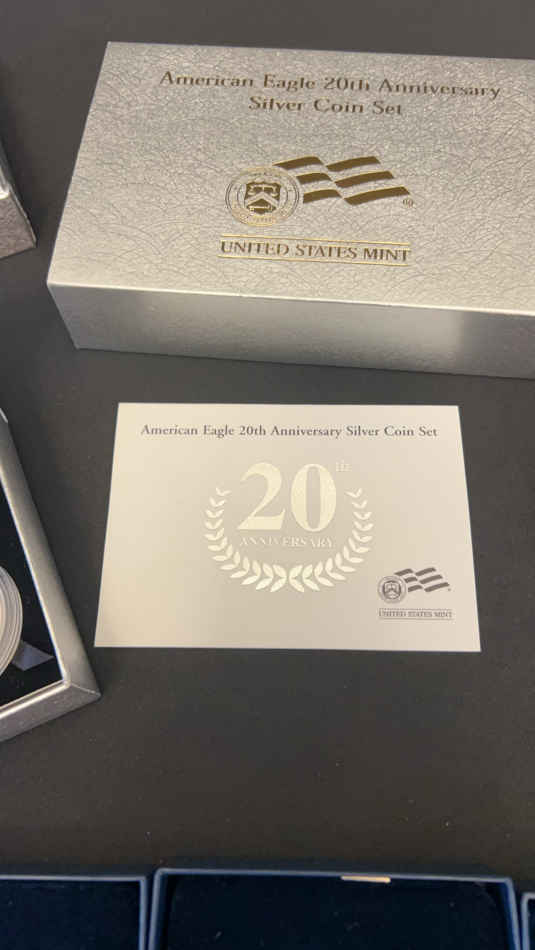 American Eagle 20th Anniversary
Silver Coin Set
UNITED STATES MINT
American Eagle 20th Anniversary Silver Coin Set
20th
ANNIVERSARY
UNITED STATES MINT